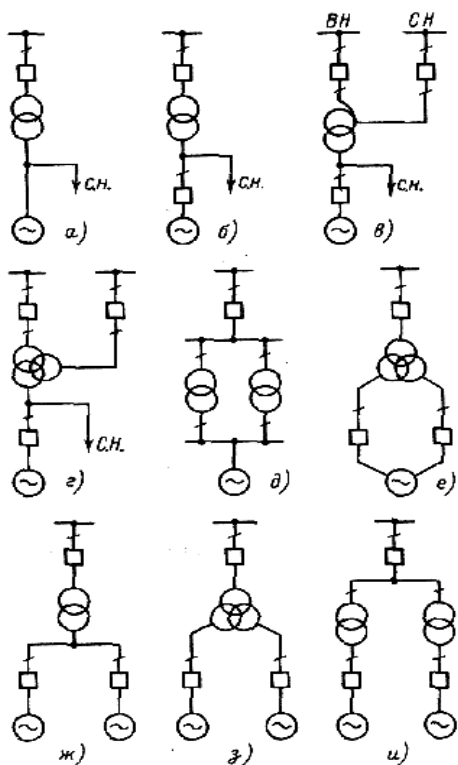 ВН СН
С.Н. С.Н. С.Н.
а) б) в)
С.Н.
г) д) е)
ж) з) и)